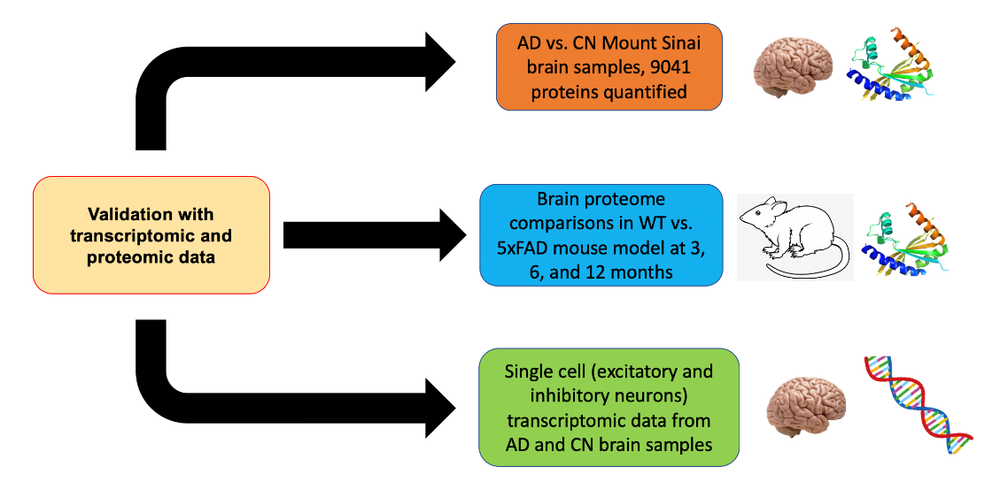 AD vs. CN Mount Sinai
brain samples, 9041
proteins quantified
Validation with
transcriptomic and
proteomic data
Brain proteome
comparisons in WT vs.
5xFAD mouse model at 3,
6, and 12 months
Single cell (excitatory and
inhibitory neurons)
transcriptomic data from
AD and CN brain samples